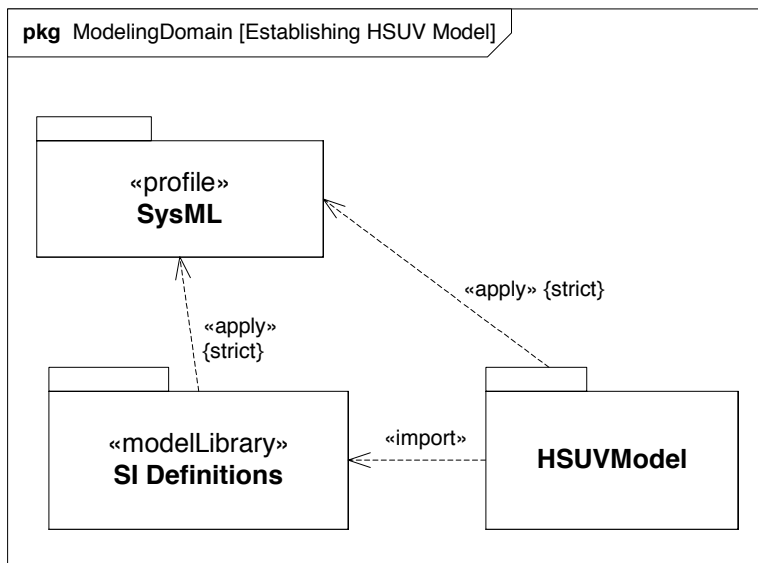 pkg ModelingDomain [Establishing HSUV Model]
«profile»
SysML
«apply» {strict}
«apply»
{strict}
«modelLibrary»
SI Definitions
«import»
HSUVModel